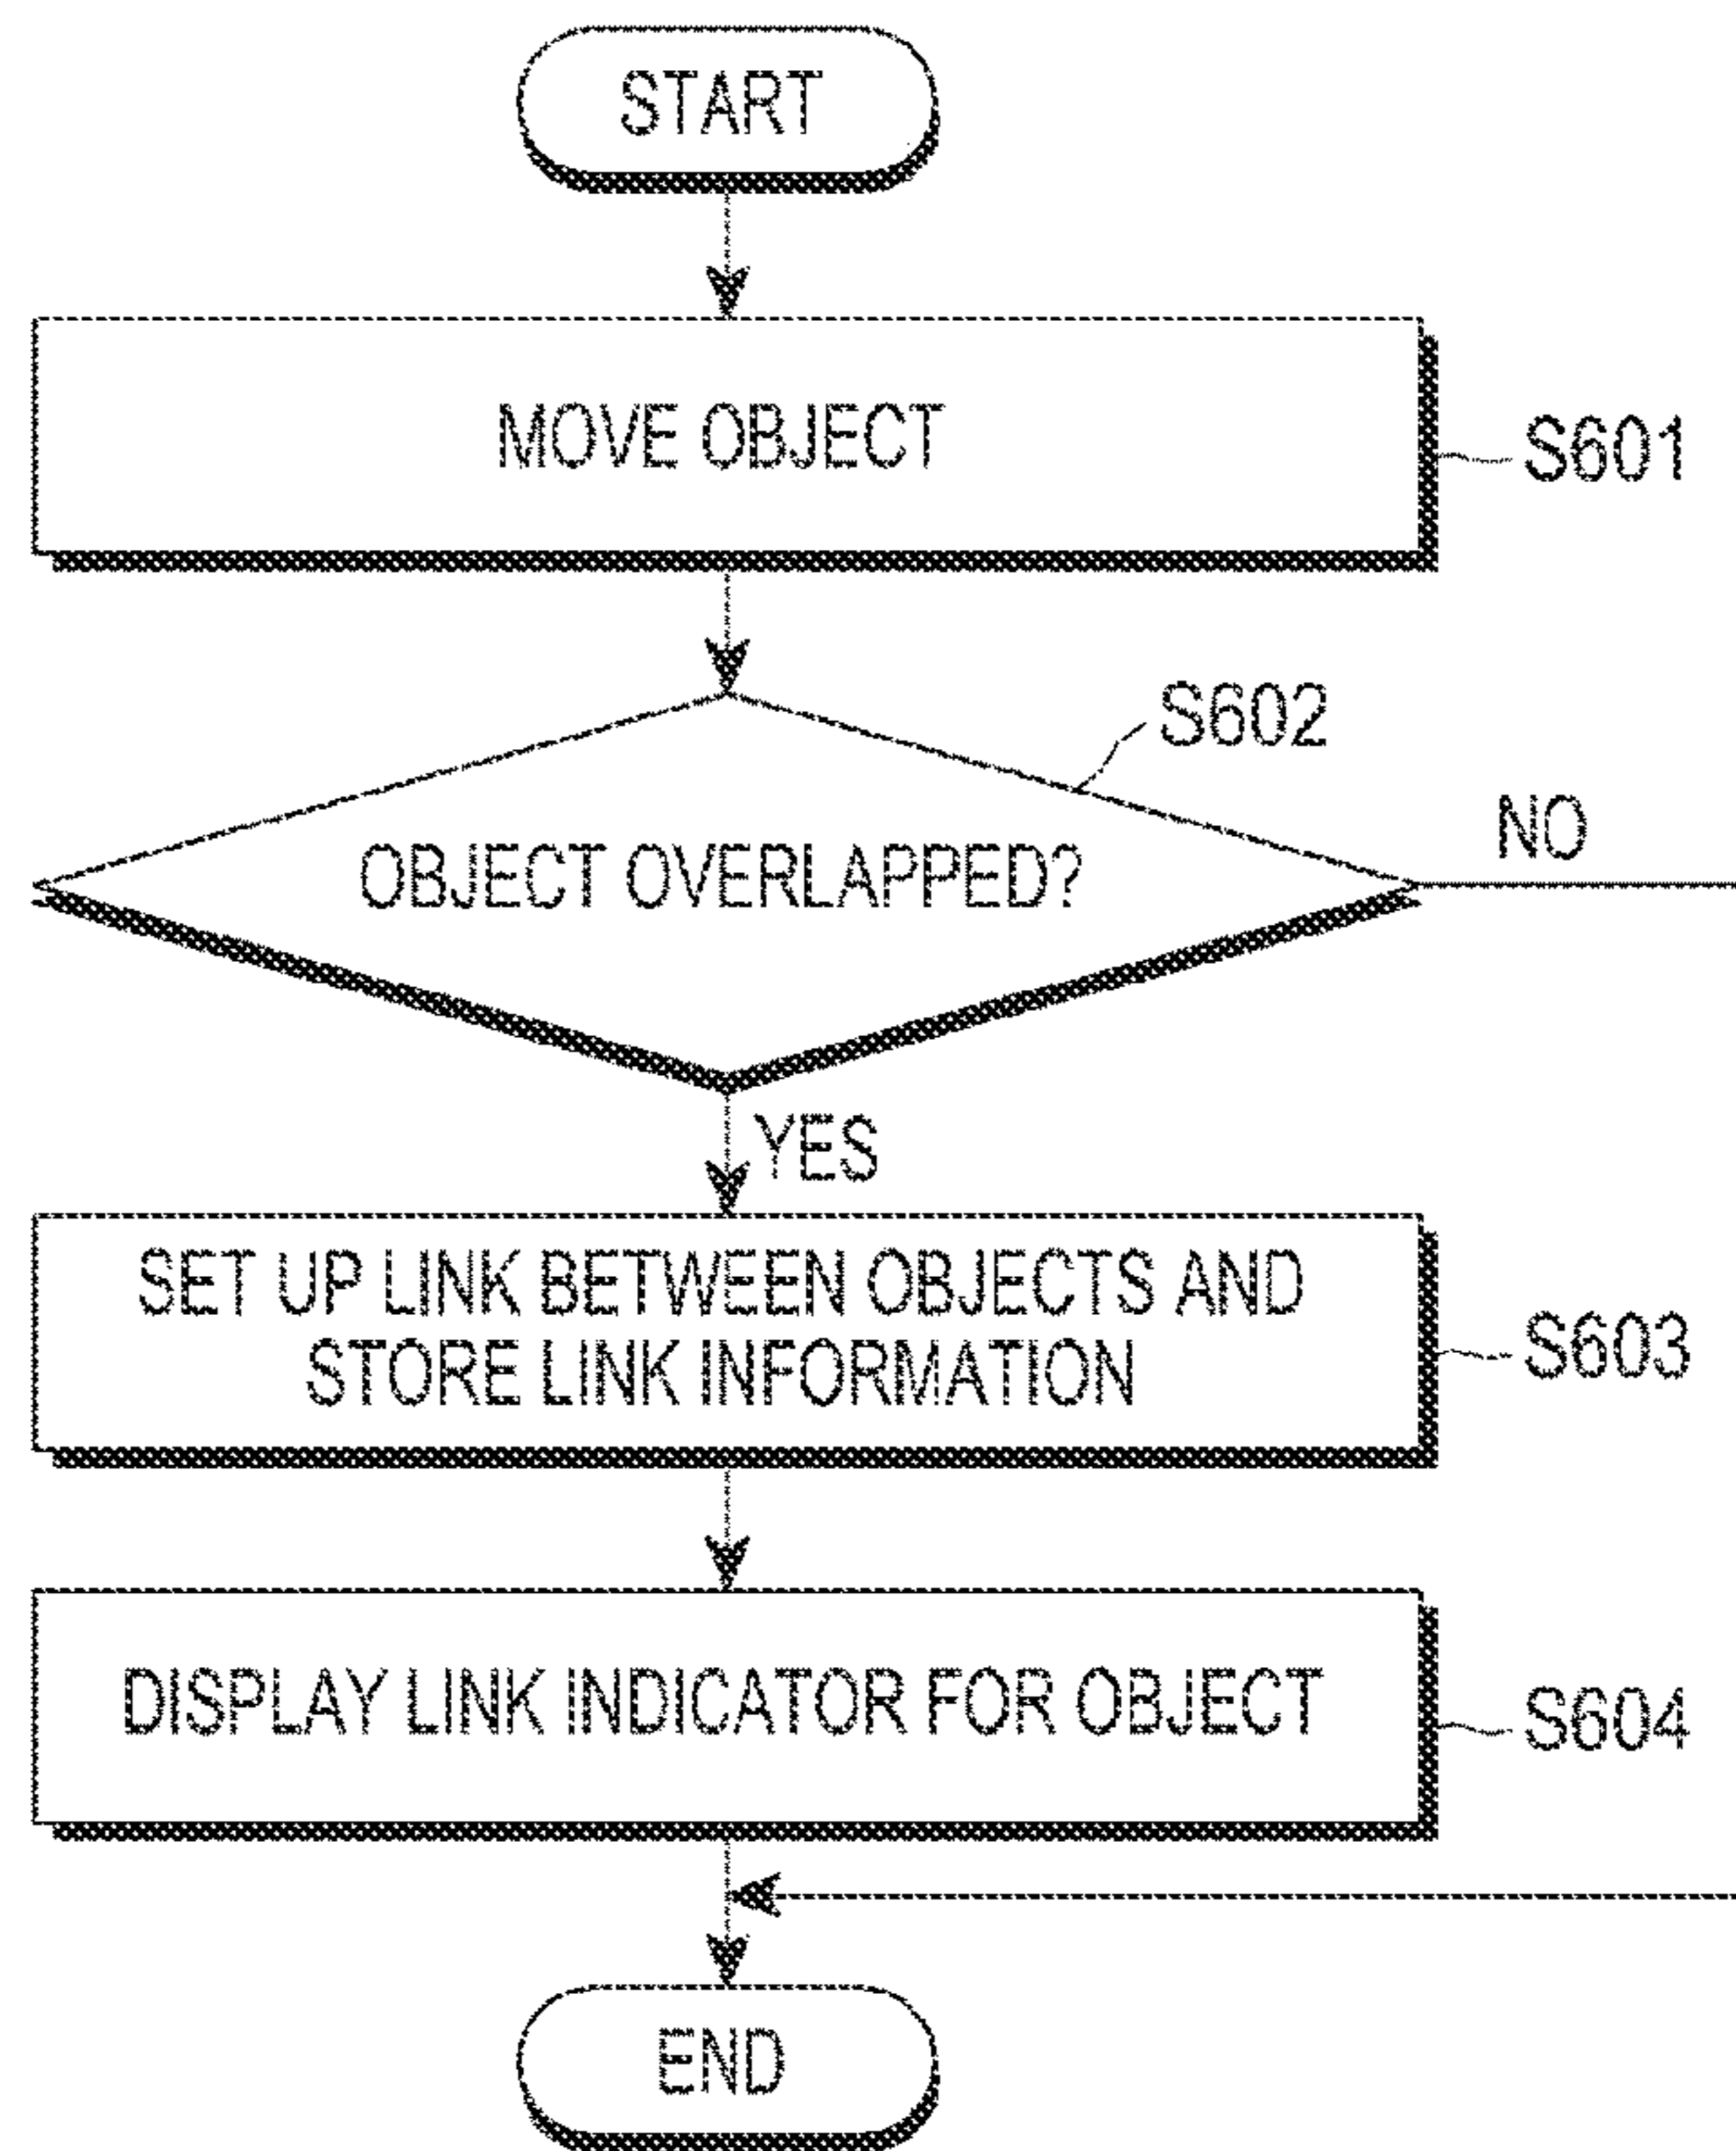 START
MOVE OBJECT
S601
S602
OBJECT OVERLAPPED?
NO
YES
SET UP LINK BETWEEN OBJECTS AND
STORE LINK INFORMATION
S603
DISPLAY LINK INDICATOR FOR OBJECT
S604
END